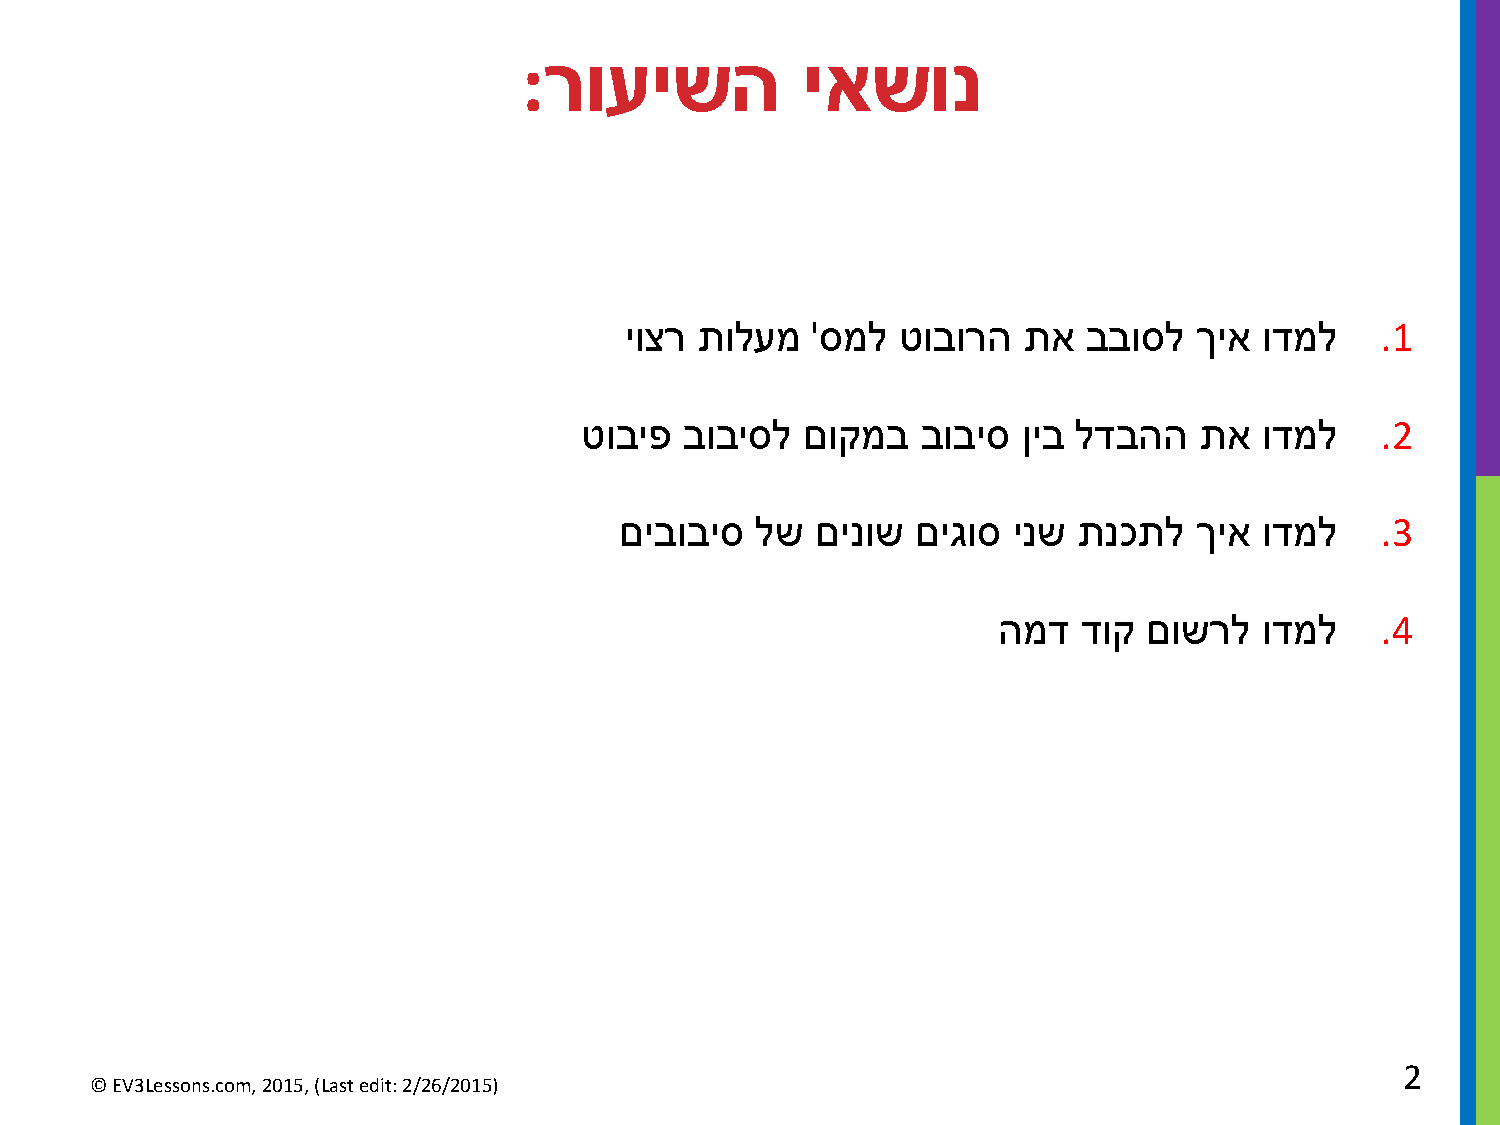 נושאי השיעור:
1. למדו איך לסובב את הרובוט למס' מעלות רצוי
2. למדו את ההבדל בין סיבוב במקום לסיבוב פיבוט
3. למדו איך לתכנת שני סוגים שונים של סיבובים
4. למדו לרשום קוד דמה
© EV3Lessons.com, 2015, (Last edit: 2/26/2015)
2